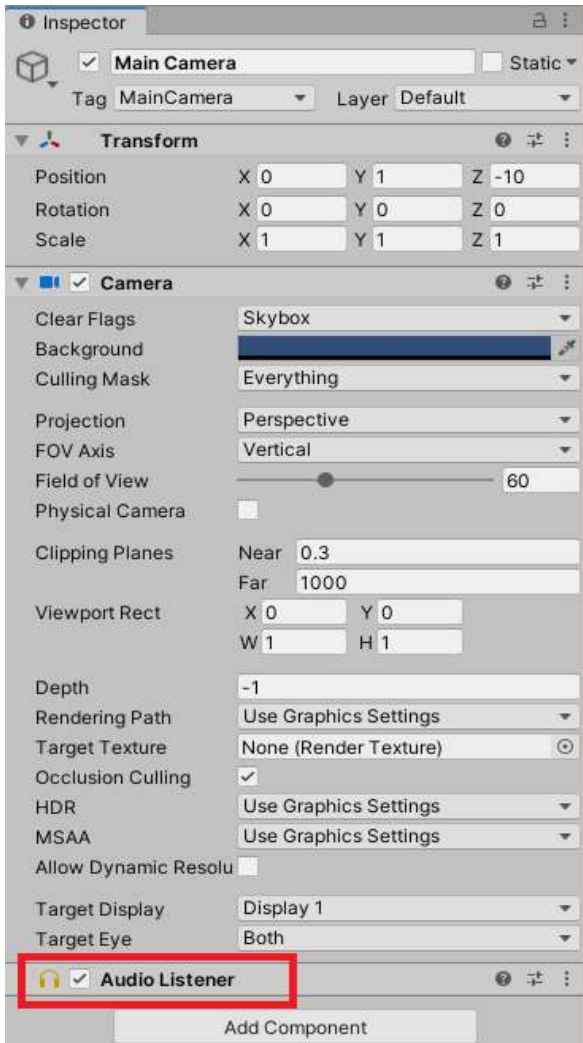 Inspector
Main Camera Static
Tag MainCamera Layer Default
Transform
Position X 0 Y 1 Z -10
Rotation X 0 Y 0 Z 0
Scale X 1 Y 1 Z 1
Camera
Clear Flags Skybox
Background
Culling Mask Everything
Projection Perspective
FOV Axis Vertical
Field of View 60
Physical Camera
Clipping Planes Near 0.3
Far 1000
Viewport Rect X 0 Y 0
W 1 H 1
Depth -1
Rendering Path Use Graphics Settings
Target Texture None (Render Texture)
Occlusion Culling
HDR Use Graphics Settings
MSAA Use Graphics Settings
Allow Dynamic Resolu
Target Display Display 1
Target Eye Both
Audio Listener
Add Component